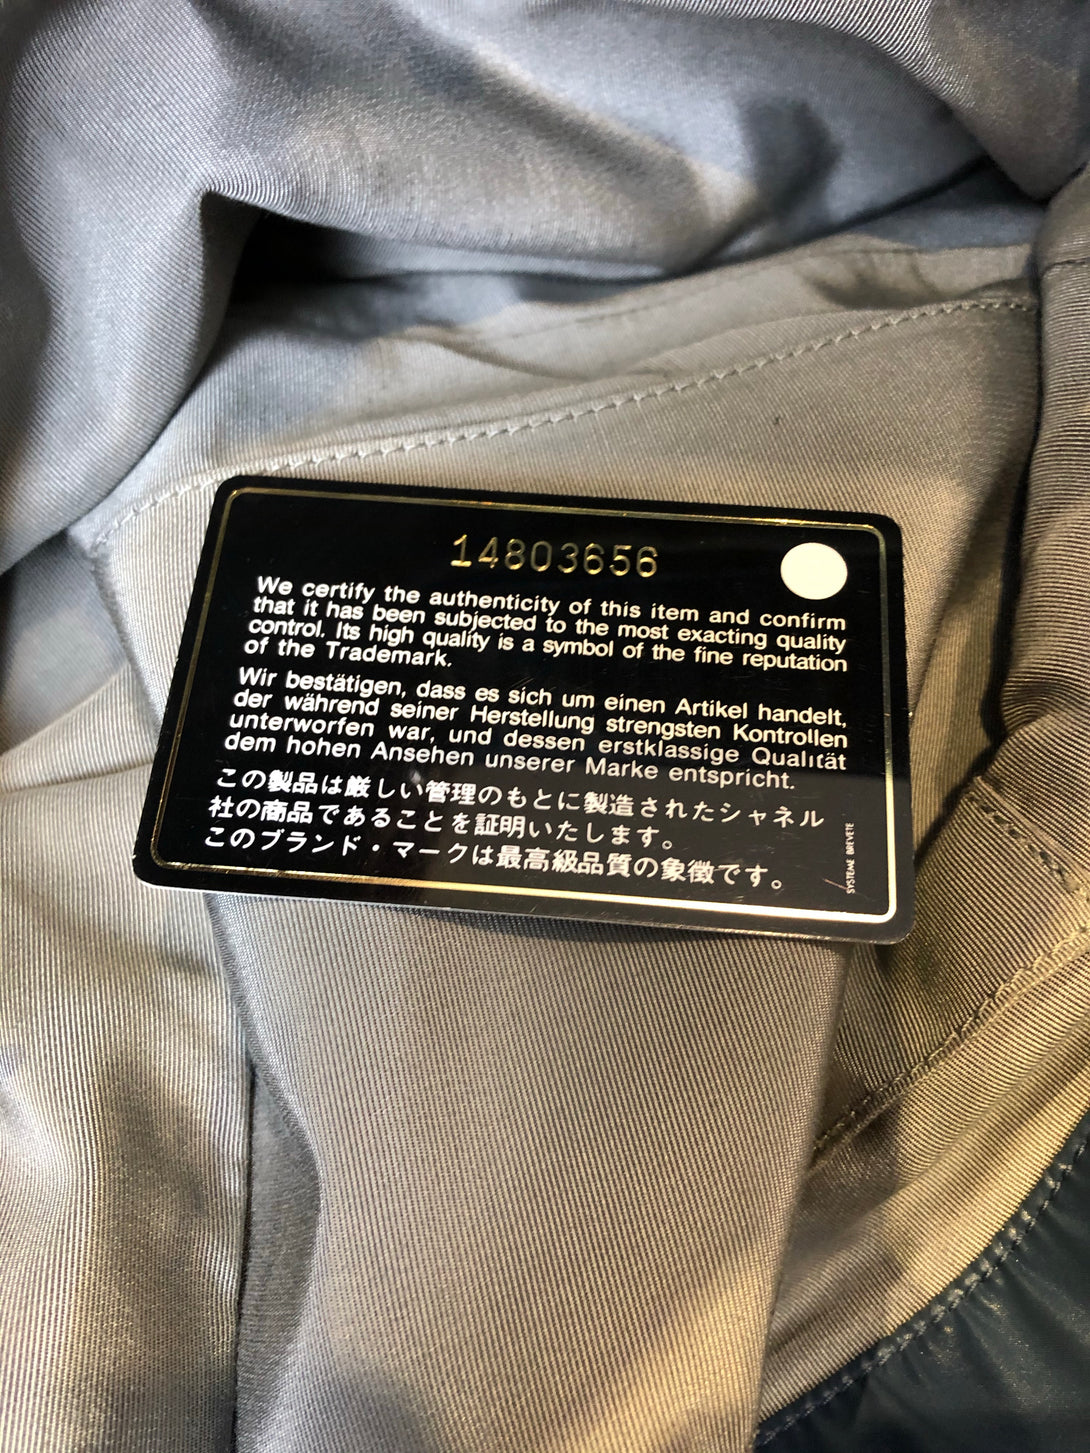 14803656
We certify the authenticity of this item and confirm
that it has been subjected to the most exacting quality
control. Its high quality is a symbol of the fine reputation
of the Trademark.
Wir bestätigen, dass es sich um einen Artikel handelt,
der während seiner Herstellung strengsten Kontrollen
unterworfen war, und dessen erstklassige Qualität
dem hohen Ansehen unserer Marke entspricht.
この製品は厳しい管理のもとに製造されたシャネル
社の商品であることを証明いたします。
このブランド・マークは最高級品質の象徴です。
SYSTEME BREVETE